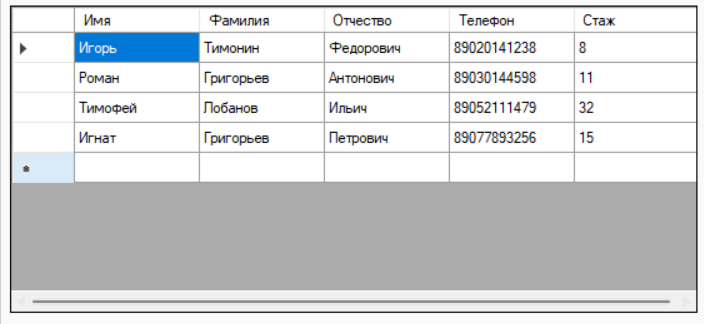 Имя Фамилия Отчество Телефон Стаж
Игорь Тимонин Федорович 89020141238 8
Роман Григорьев Антонович 89030144598 11
Тимофей Лобанов Ильич 89052111479 32
Игнат Григорьев Петрович 89077893256 15